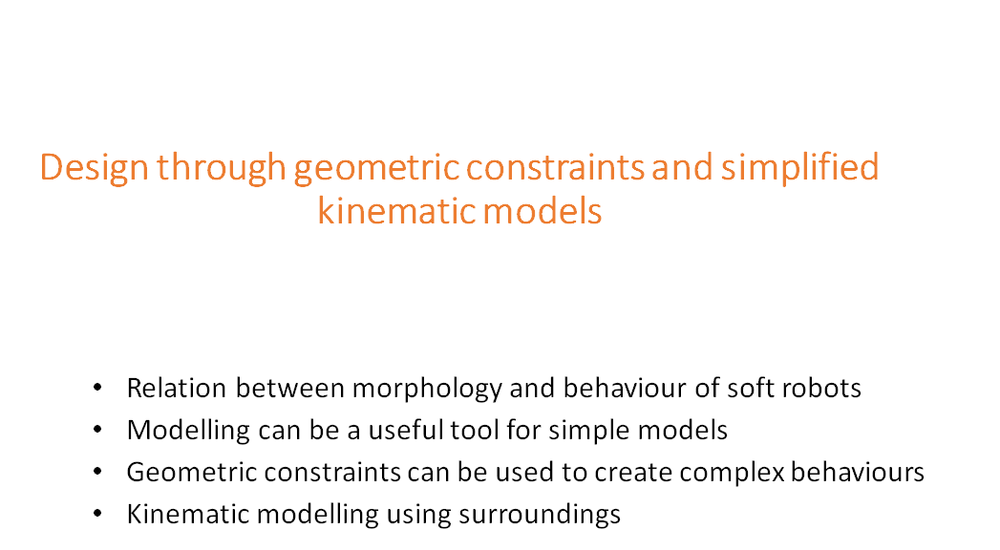 Design through geometric constraints and simplified
kinematic models
• Relation between morphology and behaviour of soft robots
• Modelling can be a useful tool for simple models
• Geometric constraints can be used to create complex behaviours
• Kinematic modelling using surroundings